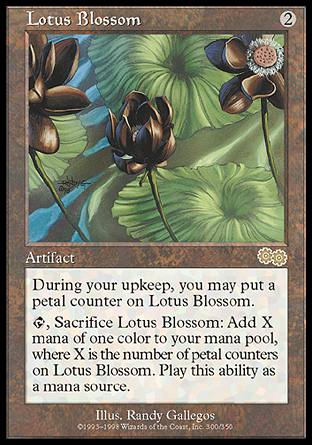 Lotus Blossom 2
Artifact
During your upkeep, you may put a
petal counter on Lotus Blossom.
, Sacrifice Lotus Blossom: Add X
mana of one color to your mana pool,
where X is the number of petal counters
on Lotus Blossom. Play this ability as
a mana source.
Illus. Randy Gallegos
©1993-1998 Wizards of the Coast, Inc. 300/350